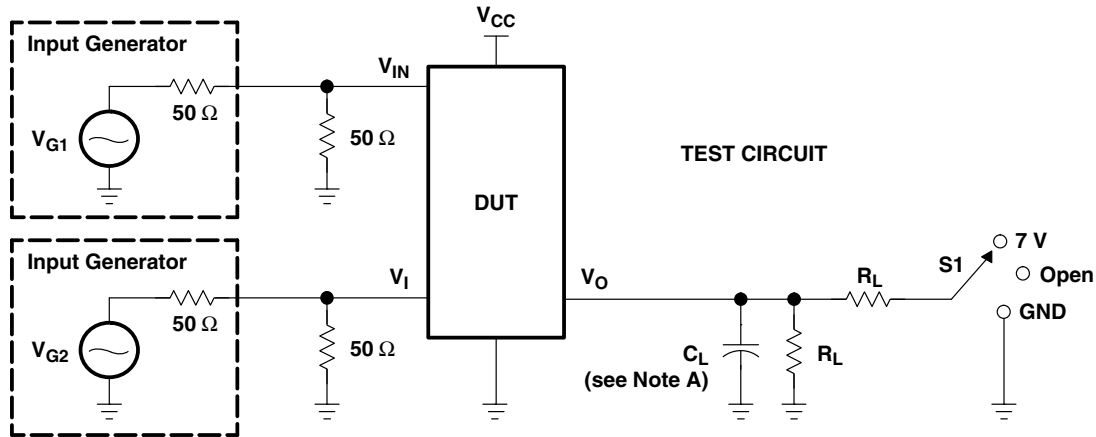 V_CC
Input Generator
V_IN
50 Ω
V_G1
50 Ω
TEST CIRCUIT
DUT
Input Generator
V_I
50 Ω
V_G2
50 Ω
V_O
R_L
S1
7 V
Open
GND
C_L
(see Note A)
R_L